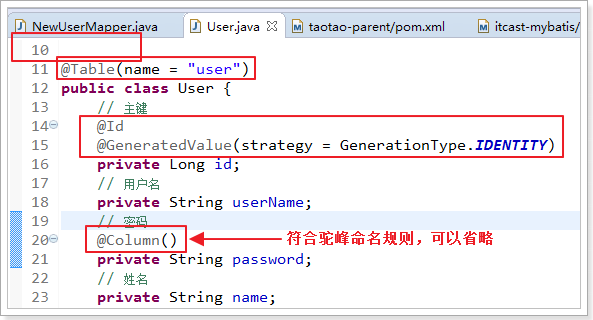 NewUserMapper.java User.java taotao-parent/pom.xml itcast-mybatis/
10
11 @Table(name = "user")
12 public class User {
13 // 主键
14 @Id
15 @GeneratedValue(strategy = GenerationType.IDENTITY)
16 private Long id;
17 // 用户名
18 private String userName;
19 // 密码
20 @Column() 符合驼峰命名规则，可以省略
21 private String password;
22 // 姓名
23 private String name;